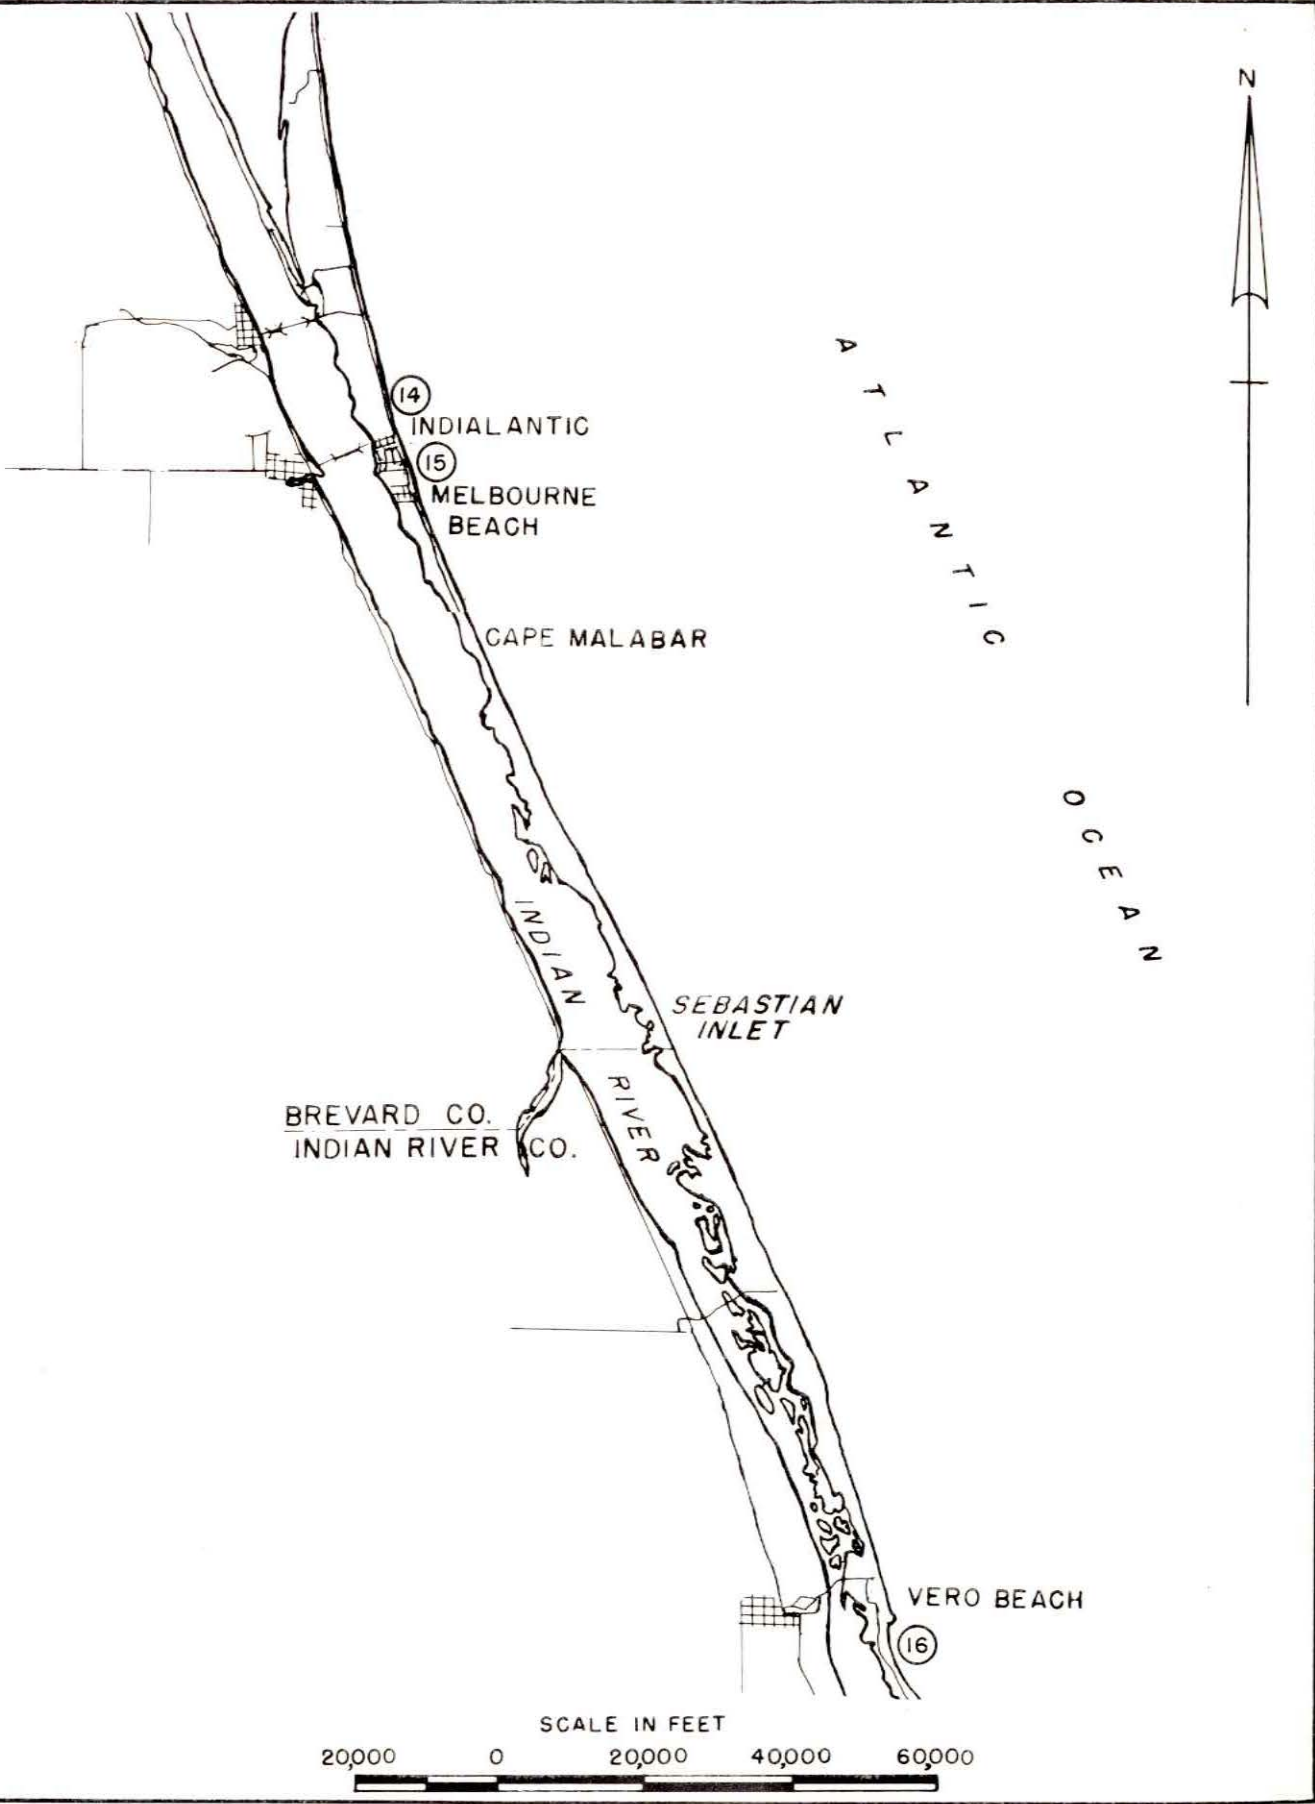 N
ATLANTIC
14
INDIALANTIC
15
MELBOURNE
BEACH
CAPE MALABAR
OCEAN
INDIAN
SEBASTIAN
INLET
RIVER
BREVARD CO.
INDIAN RIVER CO.
VERO BEACH
16
SCALE IN FEET
20,000 0 20,000 40,000 60,000